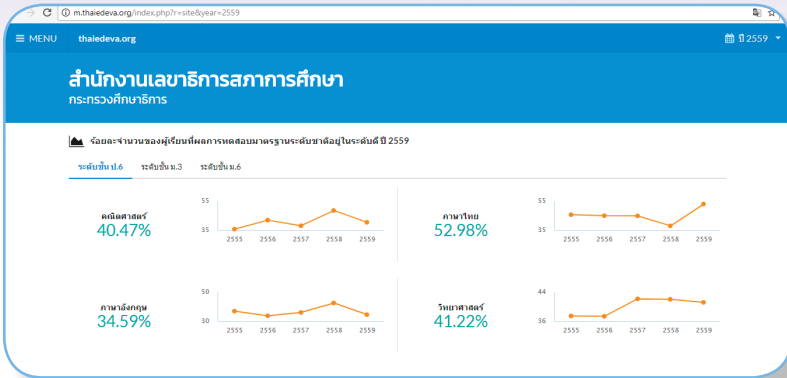 m.thaiedeva.org/index.php?r=site&year=2559
MENU thaiedeva.org ปี 2559
สำนักงานเลขาธิการสภาการศึกษา
กระทรวงศึกษาธิการ
ร้อยละจำนวนของผู้เรียนที่ผลการทดสอบมาตรฐานระดับชาติอยู่ในระดับดี ปี 2559
ระดับชั้น ป.6 ระดับชั้น ม.3 ระดับชั้น ม.6
คณิตศาสตร์
40.47%
55
35
2555 2556 2557 2558 2559
ภาษาไทย
52.98%
55
35
2555 2556 2557 2558 2559
ภาษาอังกฤษ
34.59%
50
30
2555 2556 2557 2558 2559
วิทยาศาสตร์
41.22%
44
36
2555 2556 2557 2558 2559